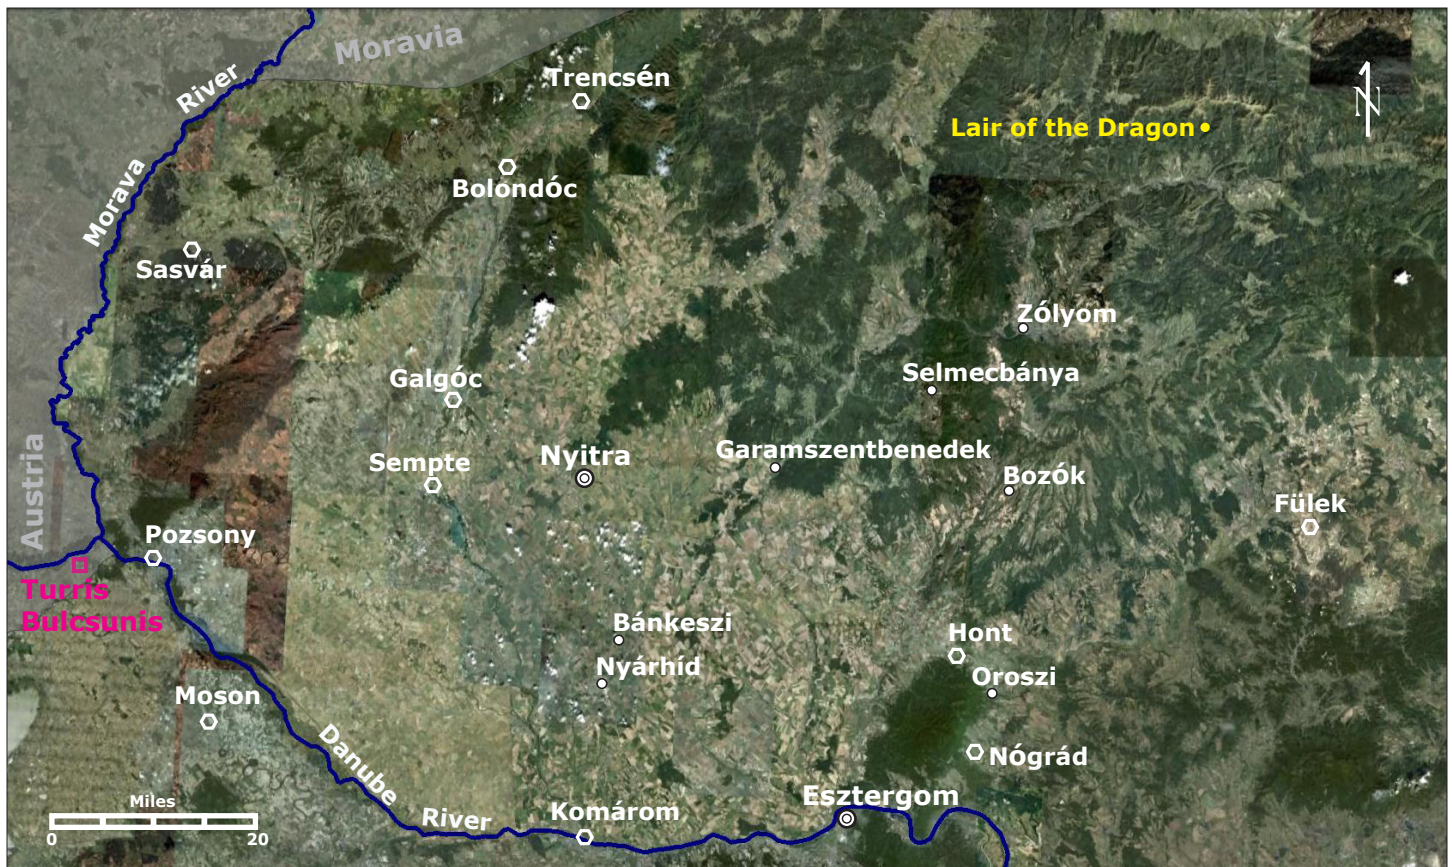 Moravia
River
Trencsén
Lair of the Dragon
N
Bolondóc
Morava
Sasvár
Zólyom
Selmecbánya
Galgóc
Garamszentbenedek
Nyitra
Sempte
Bozók
Austria
Fülek
Pozsony
Turris
Bulcsunis
Bánkeszi
Hont
Nyárhíd
Oroszi
Moson
Danube
Nógrád
Miles
Esztergom
River
Komárom
0
20